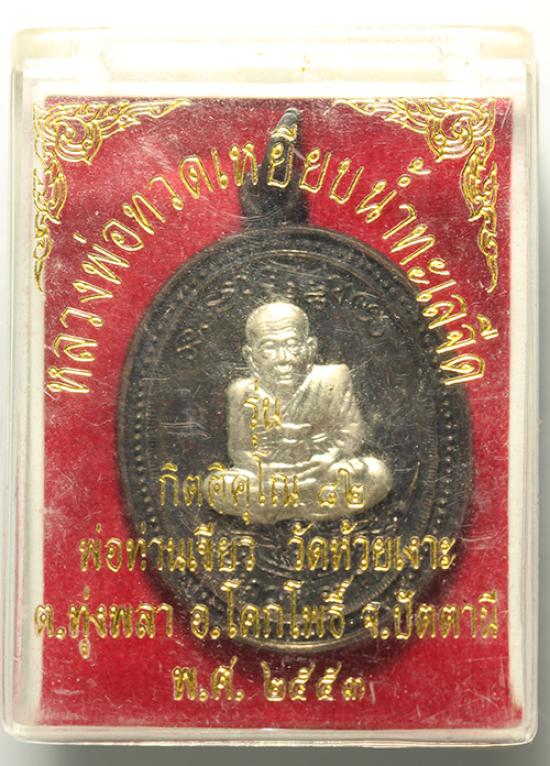 หลวงพ่อทวดเหยียบน้ำทะเลจืด
รุ่น
กิตติคุโณ ๘๒
พ่อท่านเขียว วัดห้วยเงาะ
ต.ทุ่งพลา อ.โคกโพธิ์ จ.ปัตตานี
พ.ศ. ๒๕๕๓